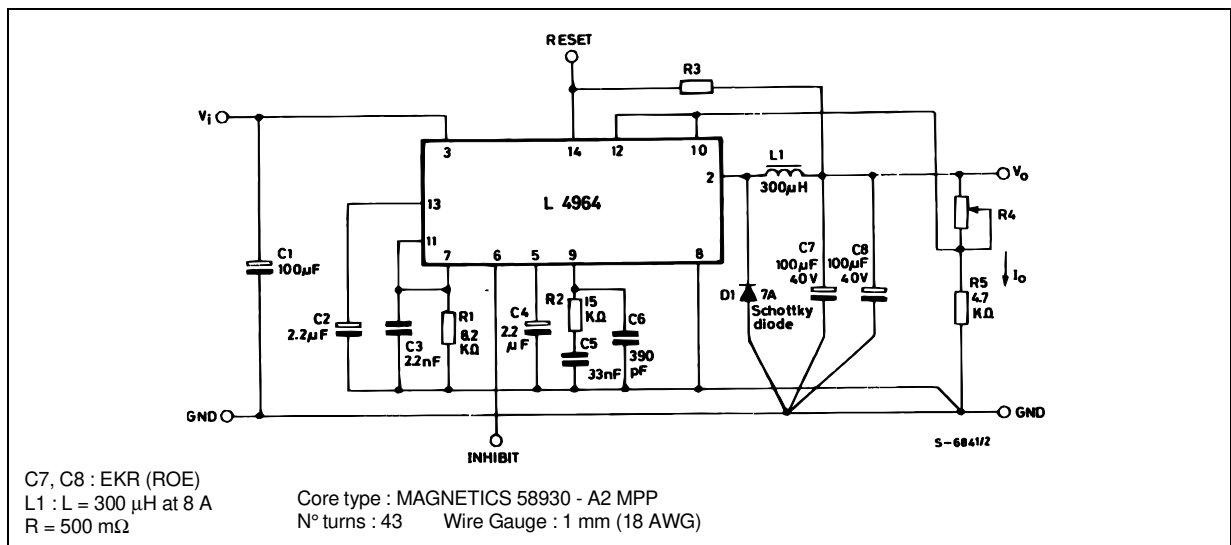 RESET
R3
Vi
3
14
12
10
2
L1
300µH
Vo
L 4964
13
11
7
6
5
9
8
R4
C1
100µF
C7
100µF
40V
C8
100µF
40V
Io
C2
2.2µF
C3
2.2nF
R1
8.2
KΩ
C4
2.2
µF
R2
15
KΩ
C5
33nF
C6
390
pF
D1
7A
Schottky
diode
R5
4.7
KΩ
GND
GND
INHIBIT
S-6841/2
C7, C8 : EKR (ROE)
L1 : L = 300 µH at 8 A
R = 500 mΩ
Core type : MAGNETICS 58930 - A2 MPP
N° turns : 43 Wire Gauge : 1 mm (18 AWG)